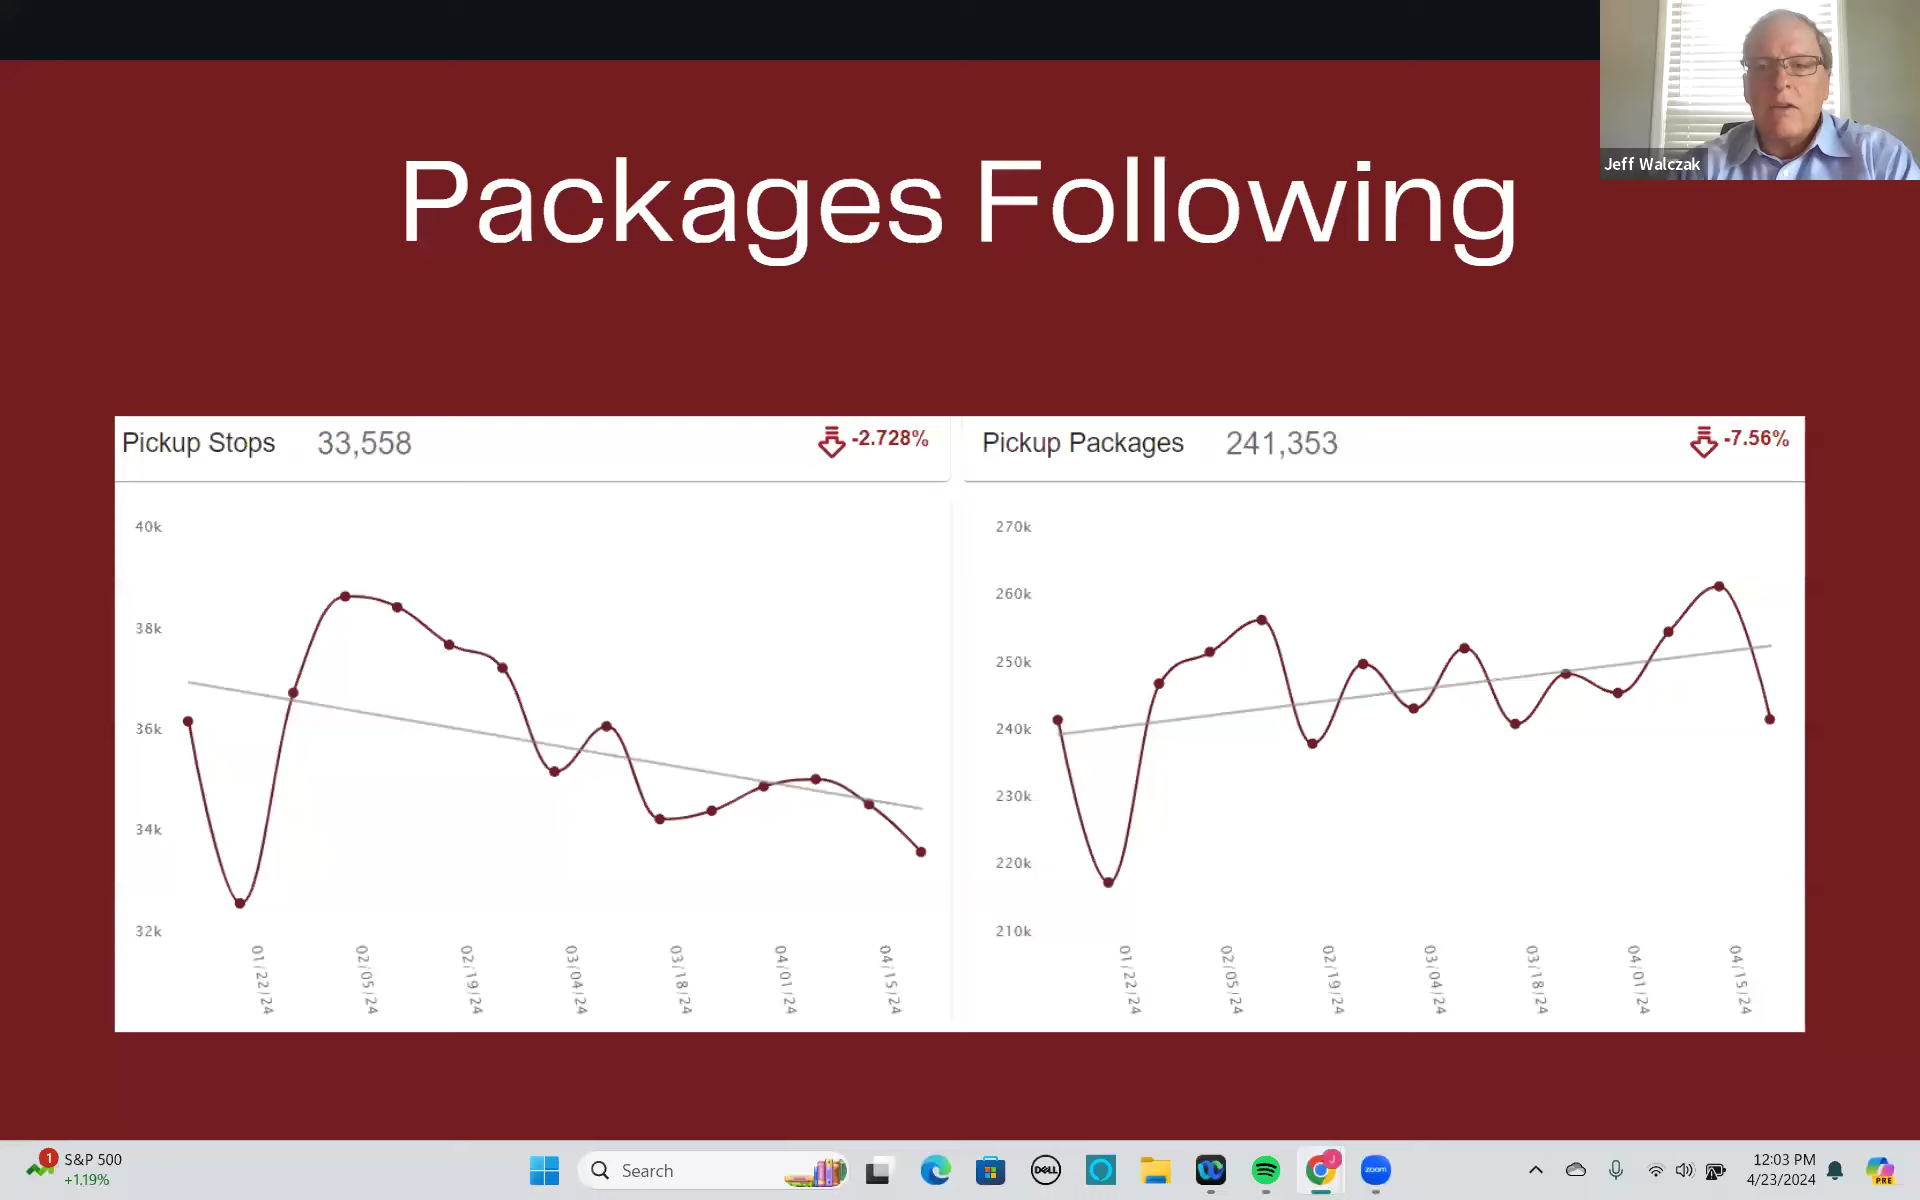 Jeff Walczak
Packages Following
Pickup Stops 33,558 -2.728%
40k
38k
36k
34k
32k
01/22/24
02/05/24
02/19/24
03/04/24
03/18/24
04/01/24
04/15/24
Pickup Packages 241,353 -7.56%
270k
260k
250k
240k
230k
220k
210k
01/22/24
02/05/24
02/19/24
03/04/24
03/18/24
04/01/24
04/15/24
1
S&P 500
+1.19%
Search
DELL
J
zoom
12:03 PM
4/23/2024
PRE